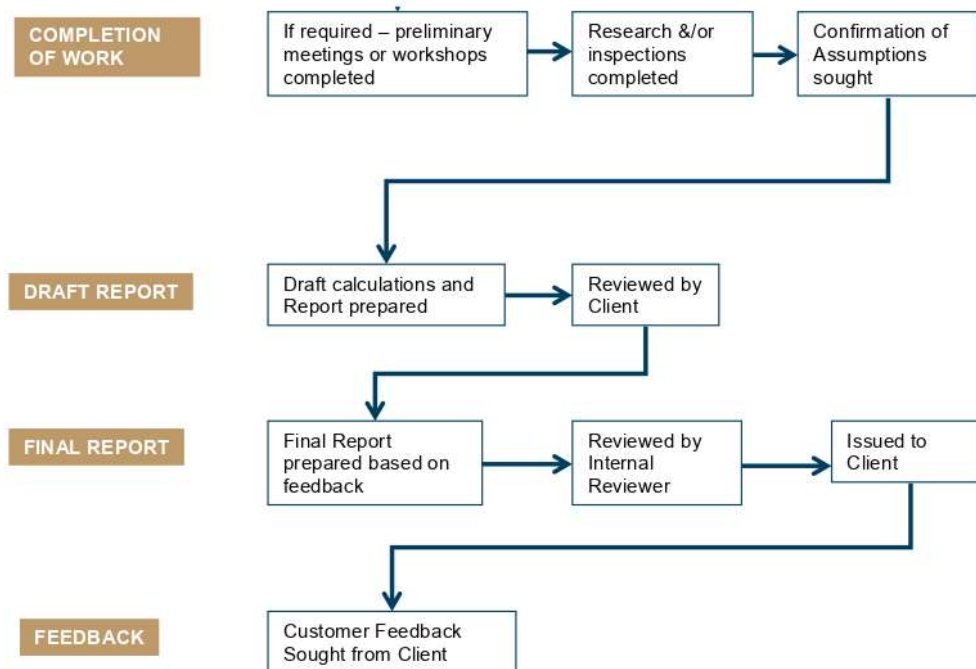 COMPLETION
OF WORK
If required – preliminary
meetings or workshops
completed
Research &/or
inspections
completed
Confirmation of
Assumptions
sought
DRAFT REPORT
Draft calculations and
Report prepared
Reviewed by
Client
FINAL REPORT
Final Report
prepared based on
feedback
Reviewed by
Internal
Reviewer
Issued to
Client
FEEDBACK
Customer Feedback
Sought from Client